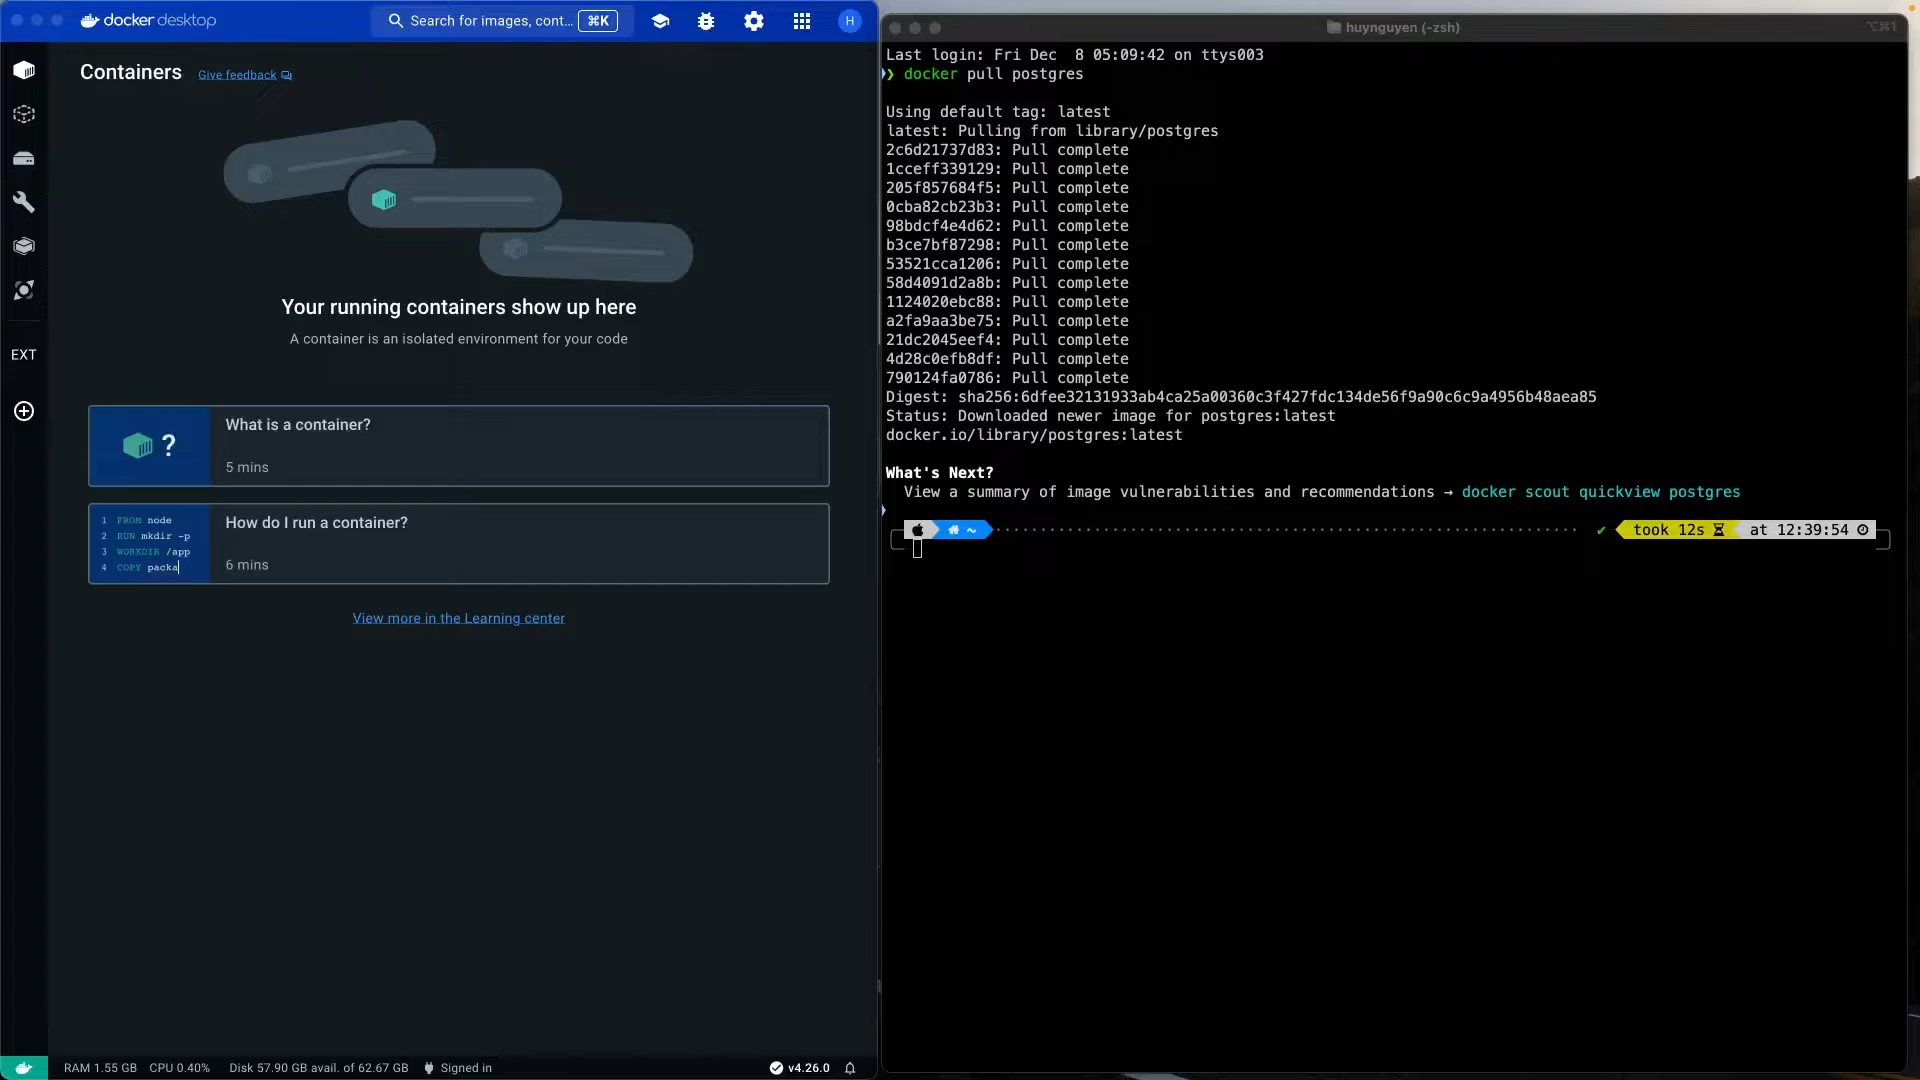 docker desktop
Search for images, cont... ⌘K
H
Containers
Give feedback
Your running containers show up here
A container is an isolated environment for your code
EXT
?
What is a container?
5 mins
1 FROM node
2 RUN mkdir -p
3 WORKDIR /app
4 COPY packa
How do I run a container?
6 mins
View more in the Learning center
RAM 1.55 GB CPU 0.40% Disk 57.90 GB avail. of 62.67 GB Signed in v4.26.0
huynguyen (-zsh) ⌥⌘1
Last login: Fri Dec  8 05:09:42 on ttys003
❯ docker pull postgres
Using default tag: latest
latest: Pulling from library/postgres
2c6d21737d83: Pull complete
1cceff339129: Pull complete
205f857684f5: Pull complete
0cba82cb23b3: Pull complete
98bdcf4e4d62: Pull complete
b3ce7bf87298: Pull complete
53521cca1206: Pull complete
58d4091d2a8b: Pull complete
1124020ebc88: Pull complete
a2fa9aa3be75: Pull complete
21dc2045eef4: Pull complete
4d28c0efb8df: Pull complete
790124fa0786: Pull complete
Digest: sha256:6dfee32131933ab4ca25a00360c3f427fdc134de56f9a90c6c9a4956b48aea85
Status: Downloaded newer image for postgres:latest
docker.io/library/postgres:latest
What's Next?
View a summary of image vulnerabilities and recommendations → docker scout quickview postgres
~ ✔ took 12s at 12:39:54